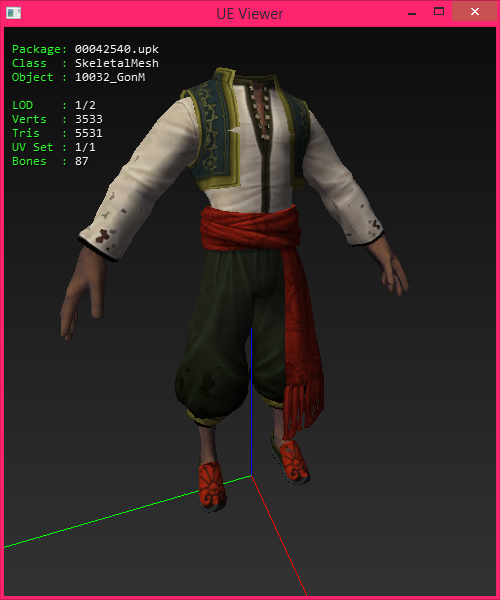 UE Viewer
Package: 00042540.upk
Class : SkeletalMesh
Object : 10032_GonM
LOD : 1/2
Verts : 3533
Tris : 5531
UV Set : 1/1
Bones : 87